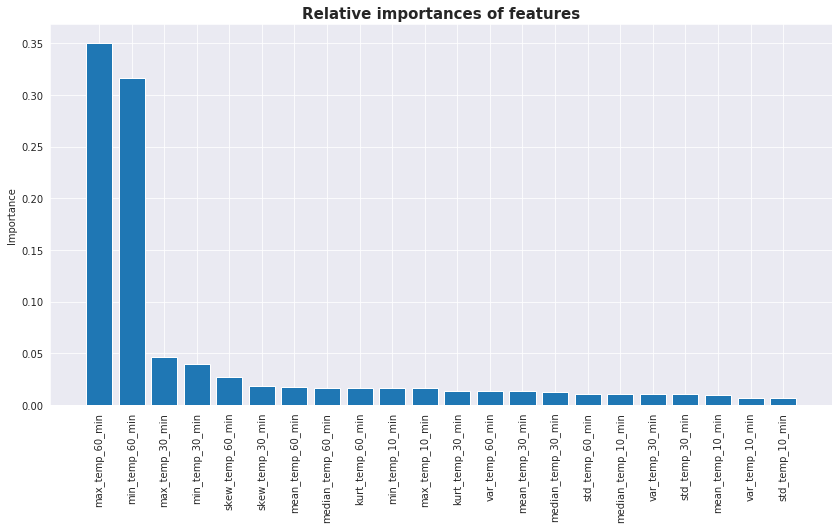 Relative importances of features
Importance
0.35
0.30
0.25
0.20
0.15
0.10
0.05
0.00
max_temp_60_min
min_temp_60_min
max_temp_30_min
min_temp_30_min
skew_temp_60_min
skew_temp_30_min
mean_temp_60_min
median_temp_60_min
kurt_temp_60_min
min_temp_10_min
max_temp_10_min
kurt_temp_30_min
var_temp_60_min
mean_temp_30_min
median_temp_30_min
std_temp_60_min
median_temp_10_min
var_temp_30_min
std_temp_30_min
mean_temp_10_min
var_temp_10_min
std_temp_10_min